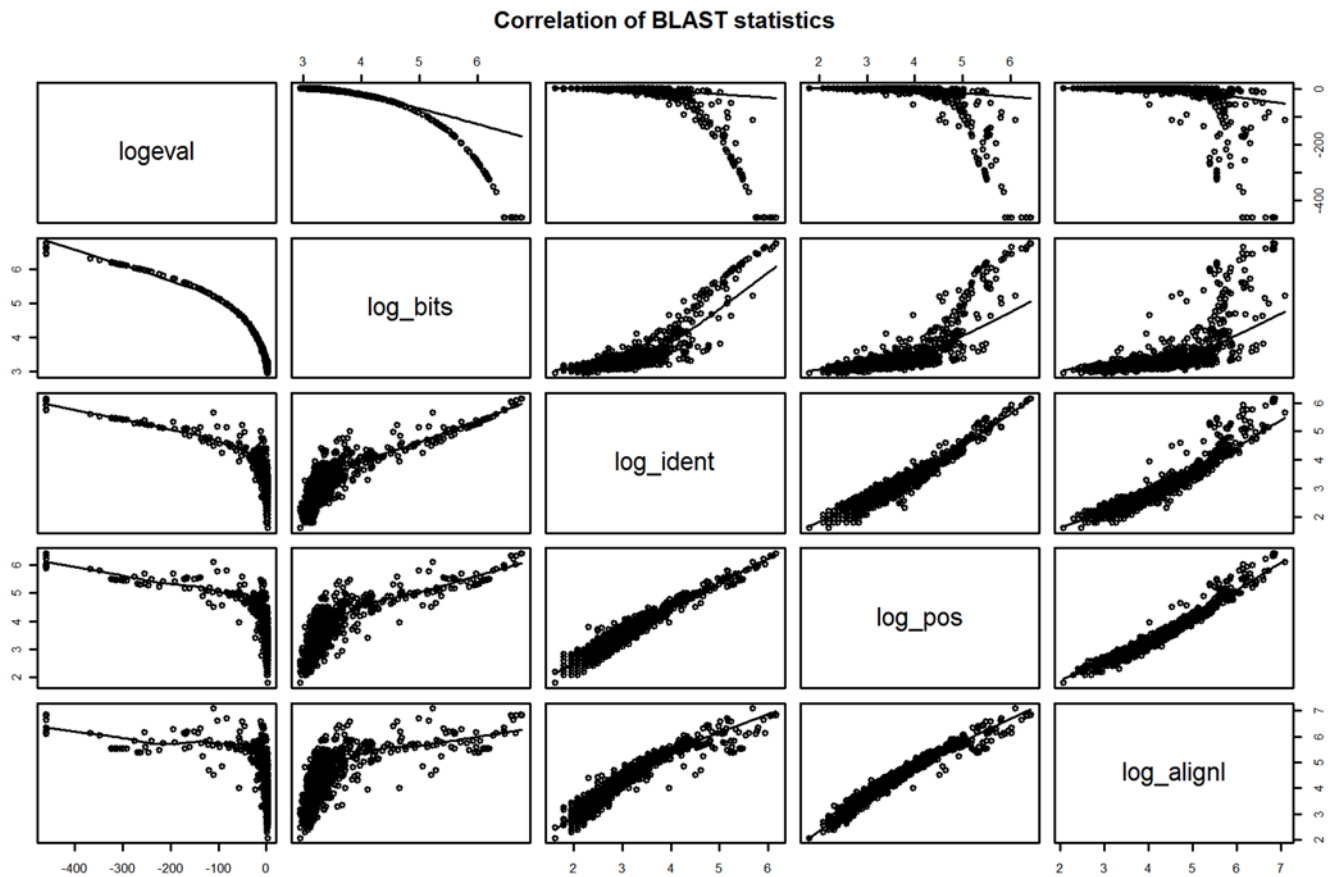 Correlation of BLAST statistics
3 4 5 6
2 3 4 5 6
logeval
0
-200
-400
3 4 5 6
log_bits
log_ident
2 3 4 5 6
2 3 4 5 6
log_pos
log_alignl
2 3 4 5 6 7
-400 -300 -200 -100 0
2 3 4 5 6
2 3 4 5 6 7